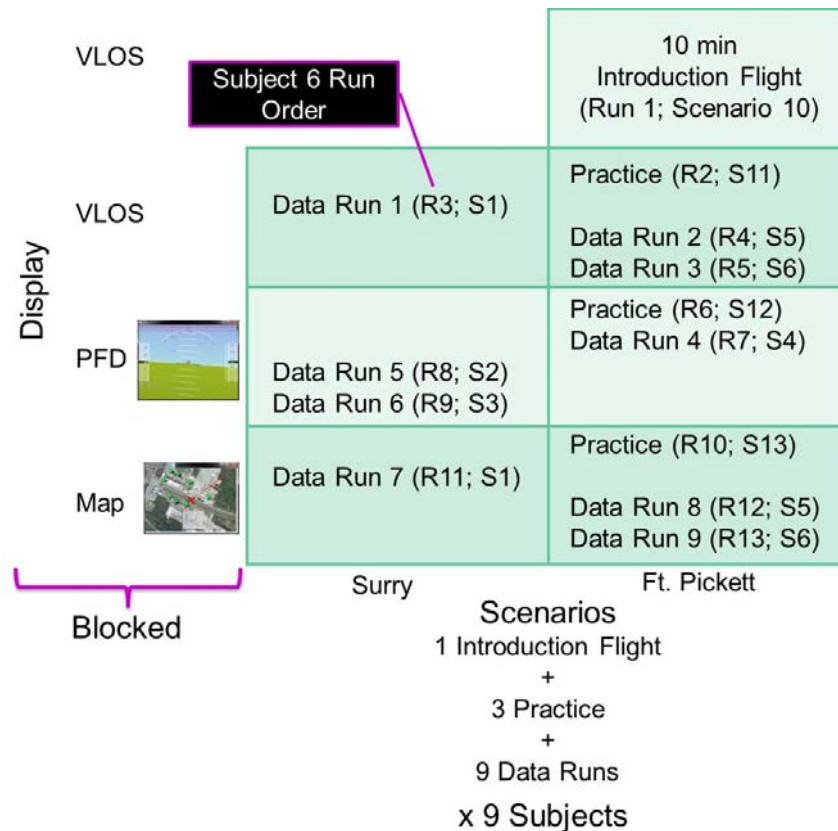 VLOS
10 min
Introduction Flight
(Run 1; Scenario 10)
Subject 6 Run
Order
Display
VLOS
Data Run 1 (R3; S1)
Practice (R2; S11)
Data Run 2 (R4; S5)
Data Run 3 (R5; S6)
PFD
Data Run 5 (R8; S2)
Data Run 6 (R9; S3)
Practice (R6; S12)
Data Run 4 (R7; S4)
Map
Data Run 7 (R11; S1)
Practice (R10; S13)
Data Run 8 (R12; S5)
Data Run 9 (R13; S6)
Blocked
Surry
Ft. Pickett
Scenarios
1 Introduction Flight
+
3 Practice
+
9 Data Runs
x 9 Subjects